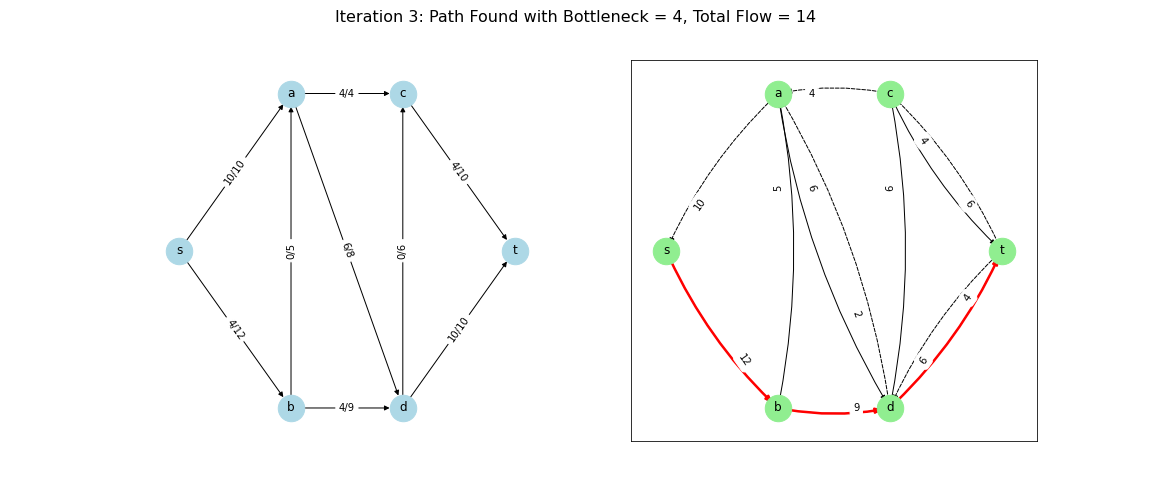 Iteration 3: Path Found with Bottleneck = 4, Total Flow = 14
a
4/4
c
10/10
4/10
s
0/5
6/8
0/6
t
4/12
10/10
b
4/9
d
a
4
c
4
5
6
6
10
6
s
t
4
2
12
6
b
9
d